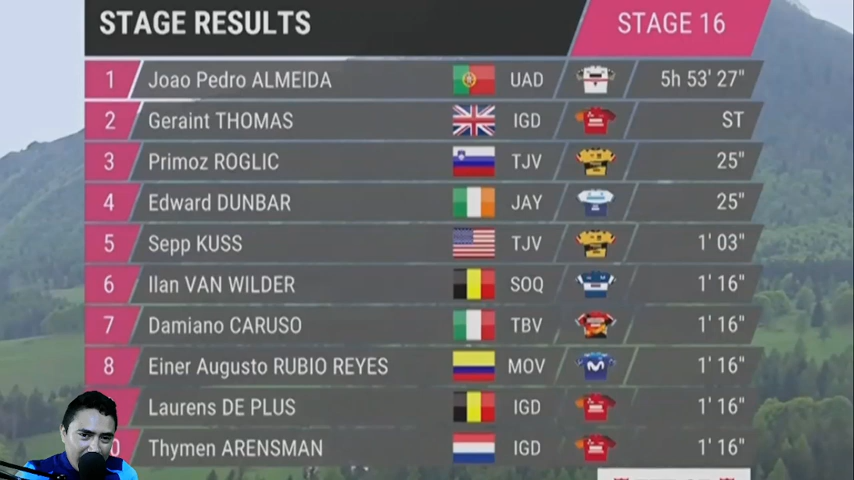 STAGE RESULTS STAGE 16
1 Joao Pedro ALMEIDA UAD 5h 53' 27"
2 Geraint THOMAS IGD ST
3 Primoz ROGLIC TJV 25"
4 Edward DUNBAR JAY 25"
5 Sepp KUSS TJV 1' 03"
6 Ilan VAN WILDER SOQ 1' 16"
7 Damiano CARUSO TBV 1' 16"
8 Einer Augusto RUBIO REYES MOV 1' 16"
Laurens DE PLUS IGD 1' 16"
0 Thymen ARENSMAN IGD 1' 16"